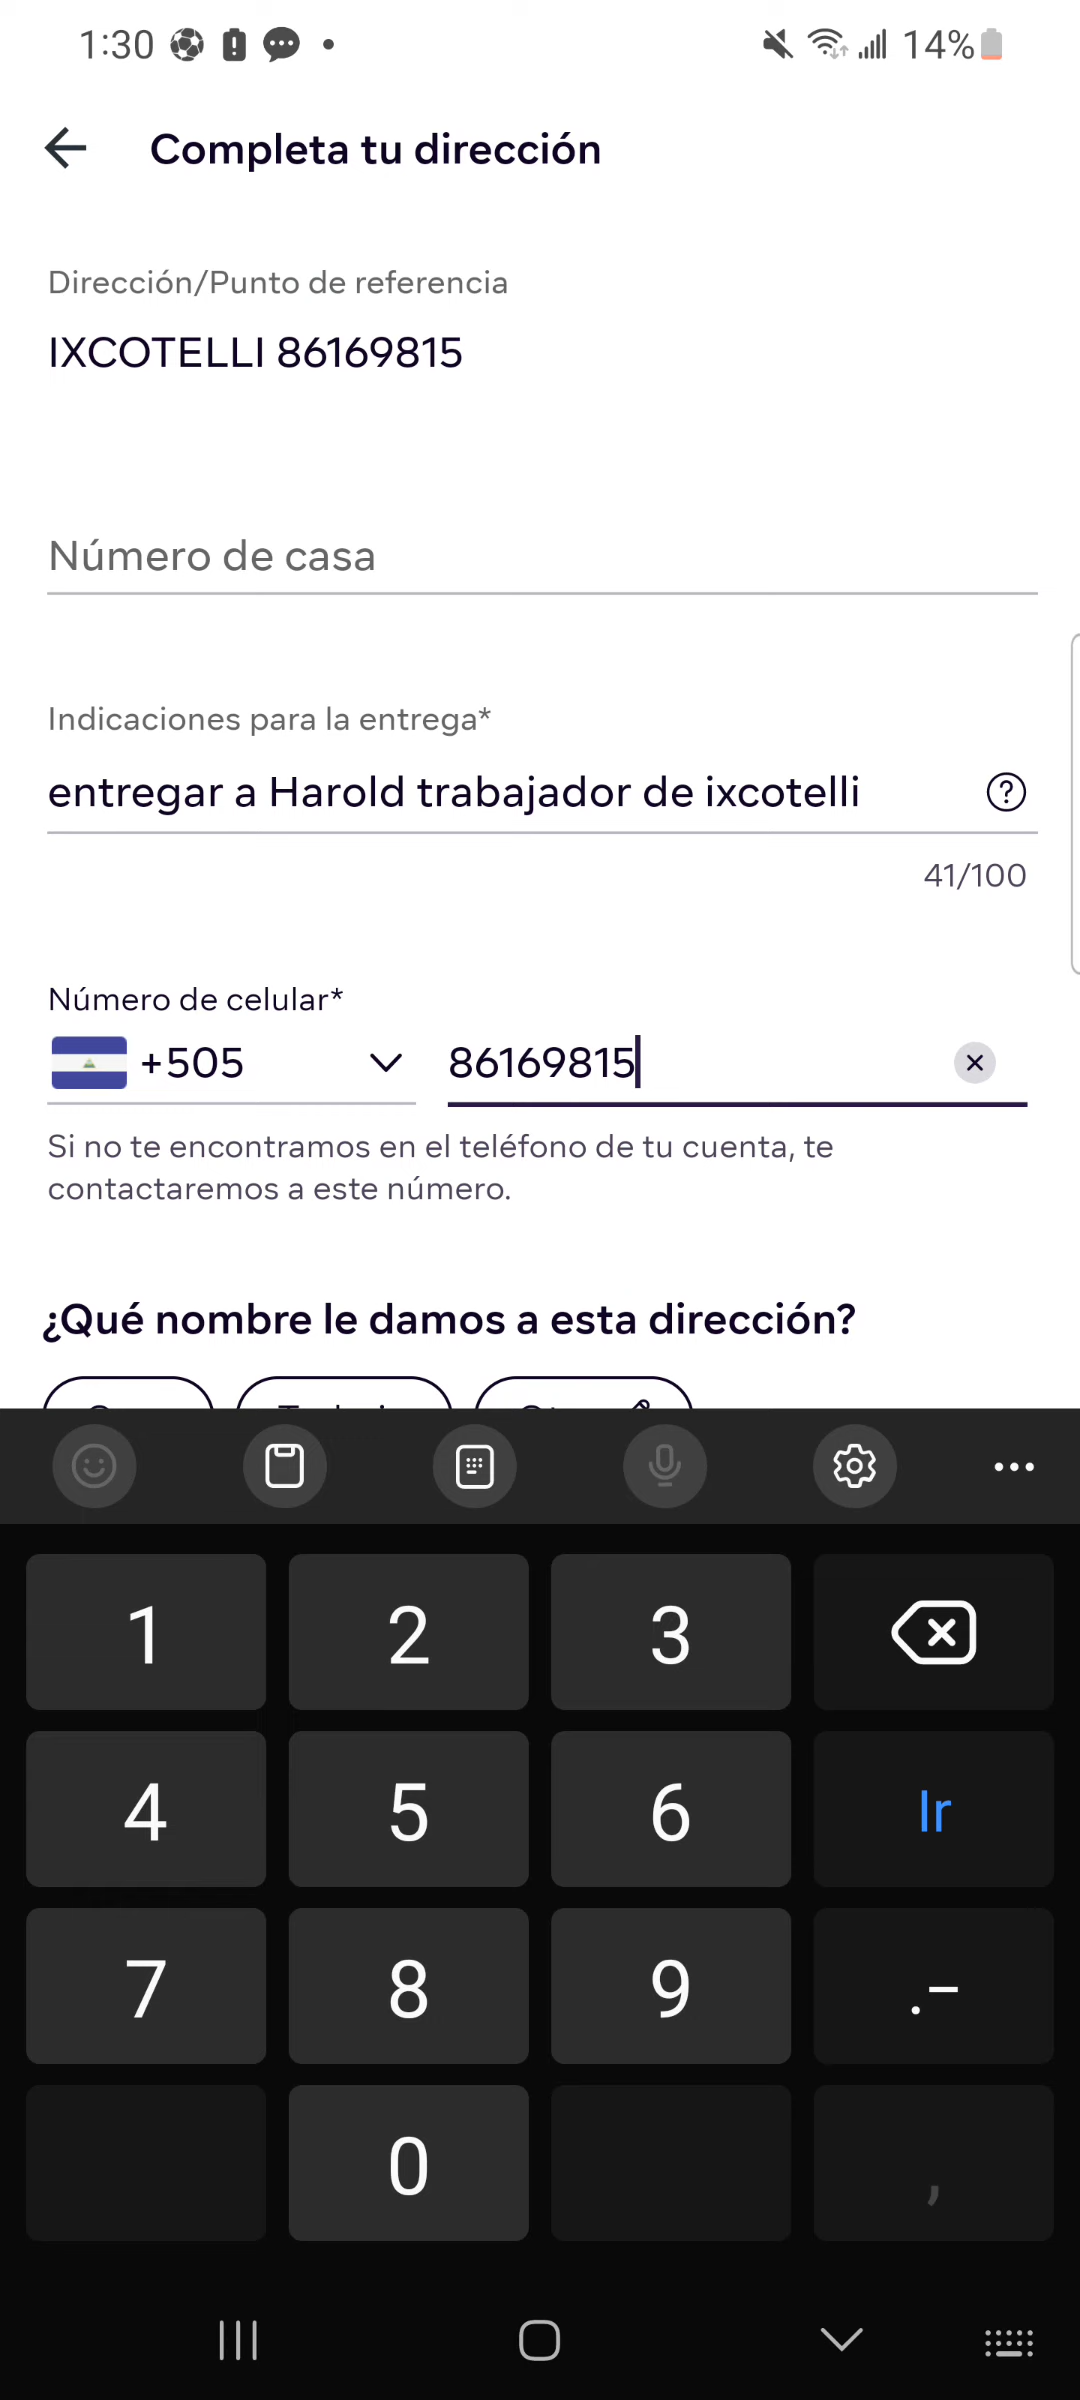 1:30
14%
Completa tu dirección
Dirección/Punto de referencia
IXCOTELLI 86169815
Número de casa
Indicaciones para la entrega*
entregar a Harold trabajador de ixcotelli
?
41/100
Número de celular*
+505 86169815
Si no te encontramos en el teléfono de tu cuenta, te
contactaremos a este número.
¿Qué nombre le damos a esta dirección?
1 2 3
4 5 6 Ir
7 8 9 .–
0 ,